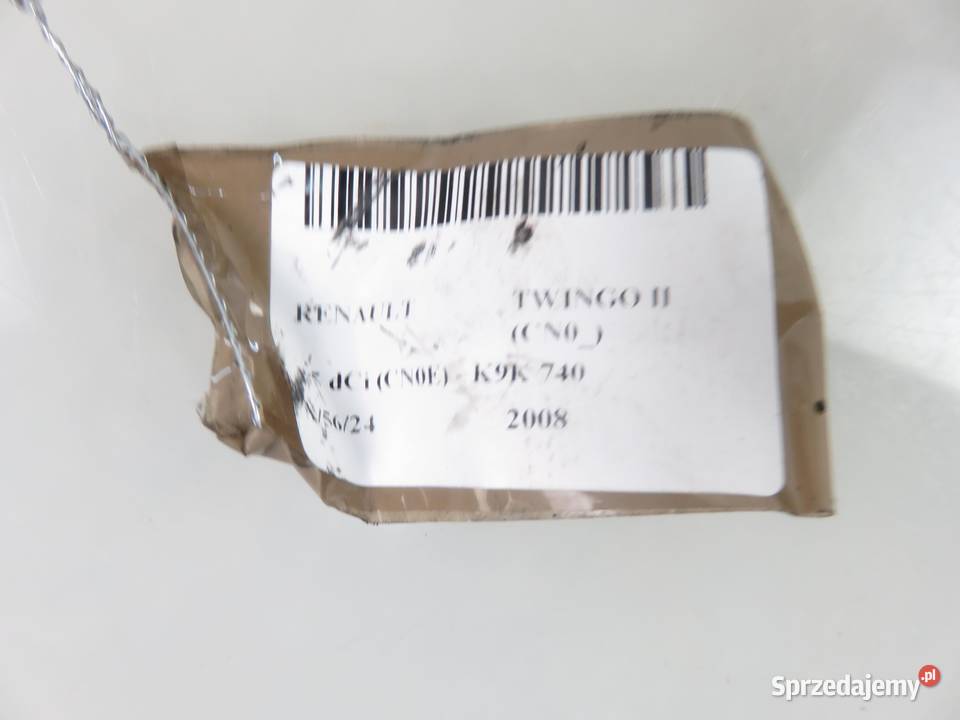 RENAULT TWINGO II
(CN0_)
dCi (CN0E) - K9K 740
/56/24 2008
Sprzedajemy.pl